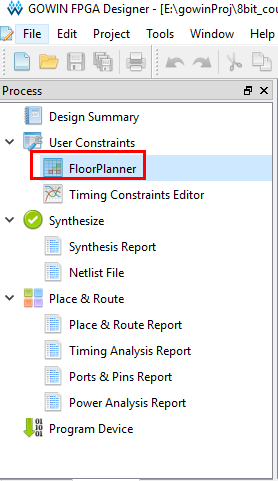 GOWIN FPGA Designer - [E:\gowinProj\8bit_cou
File Edit Project Tools Window
Process
Design Summary
User Constraints
FloorPlanner
Timing Constraints Editor
Synthesize
Synthesis Report
Netlist File
Place & Route
Place & Route Report
Timing Analysis Report
Ports & Pins Report
Power Analysis Report
Program Device